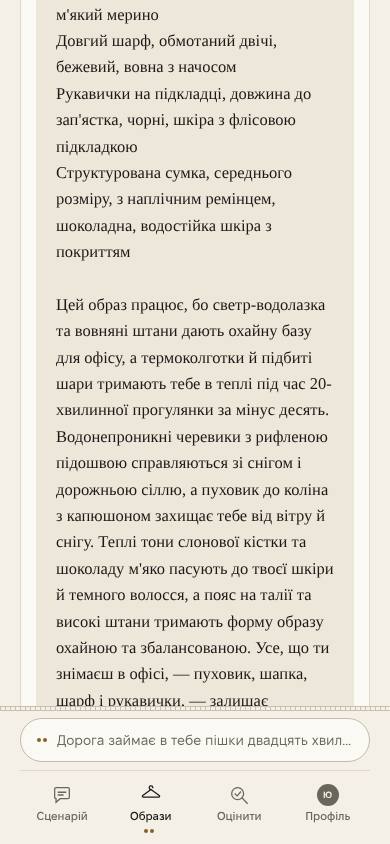 м'який мерино
Довгий шарф, обмотаний двічі,
бежевий, вовна з начосом
Рукавички на підкладці, довжина до
зап'ястка, чорні, шкіра з флісовою
підкладкою
Структурована сумка, середнього
розміру, з наплічним ремінцем,
шоколадна, водостійка шкіра з
покриттям
Цей образ працює, бо светр-водолазка
та вовняні штани дають охайну базу
для офісу, а термоколготки й підбиті
шари тримають тебе в теплі під час 20-
хвилинної прогулянки за мінус десять.
Водонепроникні черевики з рифленою
підошвою справляються зі снігом і
дорожньою сіллю, а пуховик до коліна
з капюшоном захищає тебе від вітру й
снігу. Теплі тони слонової кістки та
шоколаду м'яко пасують до твоєї шкіри
й темного волосся, а пояс на талії та
високі штани тримають форму образу
охайною та збалансованою. Усе, що ти
знімаєш в офісі, — пуховик, шапка,
шарф і рукавички, — залишає
Дорога займає в тебе пішки двадцять хвил...
Сценарій
Образи
Оцінити
Ю
Профіль